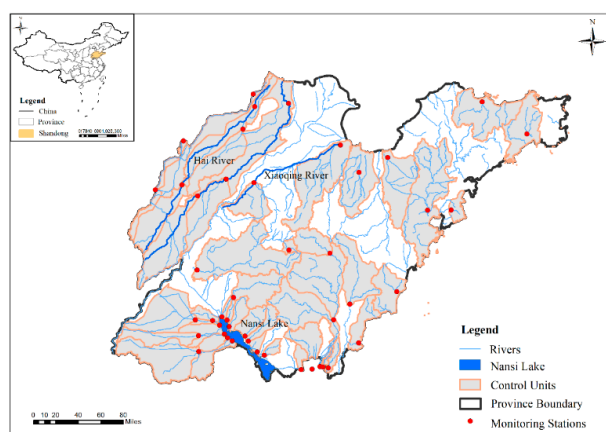 N
N
Legend
China
Province
Shandong
Miles
Hai River
Xiaoqing River
Nansi Lake
Legend
Rivers
Nansi Lake
Control Units
Province Boundary
Monitoring Stations
0 10 20 40 60 80
Miles